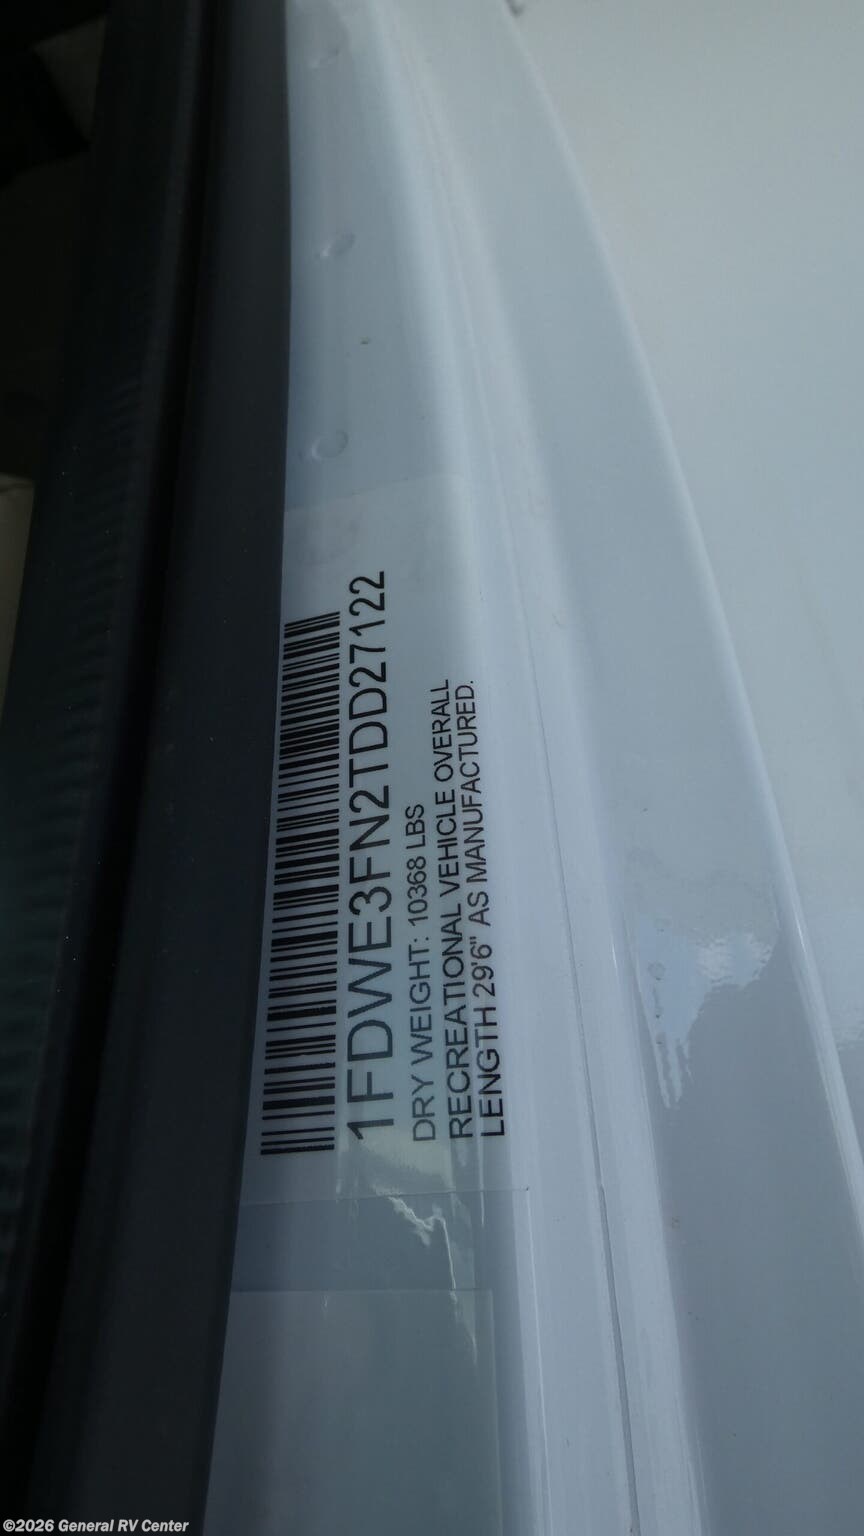 1FDWE3FN2TDD27122
DRY WEIGHT: 10368 LBS
RECREATIONAL VEHICLE OVERALL
LENGTH 29'6" AS MANUFACTURED.
©2026 General RV Center